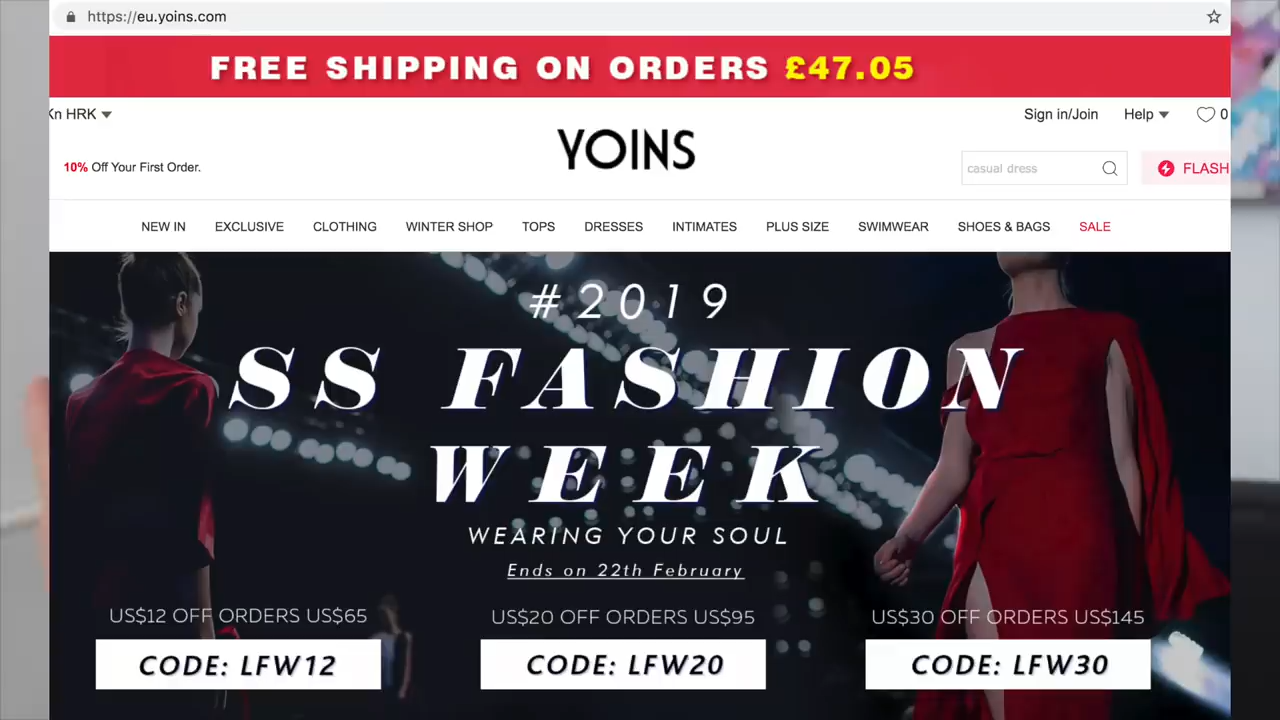 https://eu.yoins.com
FREE SHIPPING ON ORDERS £47.05
Kn HRK
Sign in/Join
Help
0
YOINS
10% Off Your First Order.
casual dress
FLASH
NEW IN
EXCLUSIVE
CLOTHING
WINTER SHOP
TOPS
DRESSES
INTIMATES
PLUS SIZE
SWIMWEAR
SHOES & BAGS
SALE
#2019
SS FASHION
WEEK
WEARING YOUR SOUL
Ends on 22th February
US$12 OFF ORDERS US$65
US$20 OFF ORDERS US$95
US$30 OFF ORDERS US$145
CODE: LFW12
CODE: LFW20
CODE: LFW30